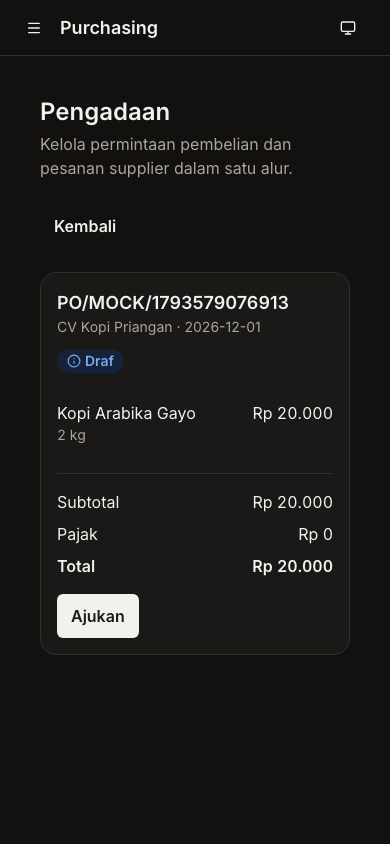 Purchasing
Pengadaan
Kelola permintaan pembelian dan
pesanan supplier dalam satu alur.
Kembali
PO/MOCK/1793579076913
CV Kopi Priangan · 2026-12-01
Draf
Kopi Arabika Gayo Rp 20.000
2 kg
Subtotal Rp 20.000
Pajak Rp 0
Total Rp 20.000
Ajukan